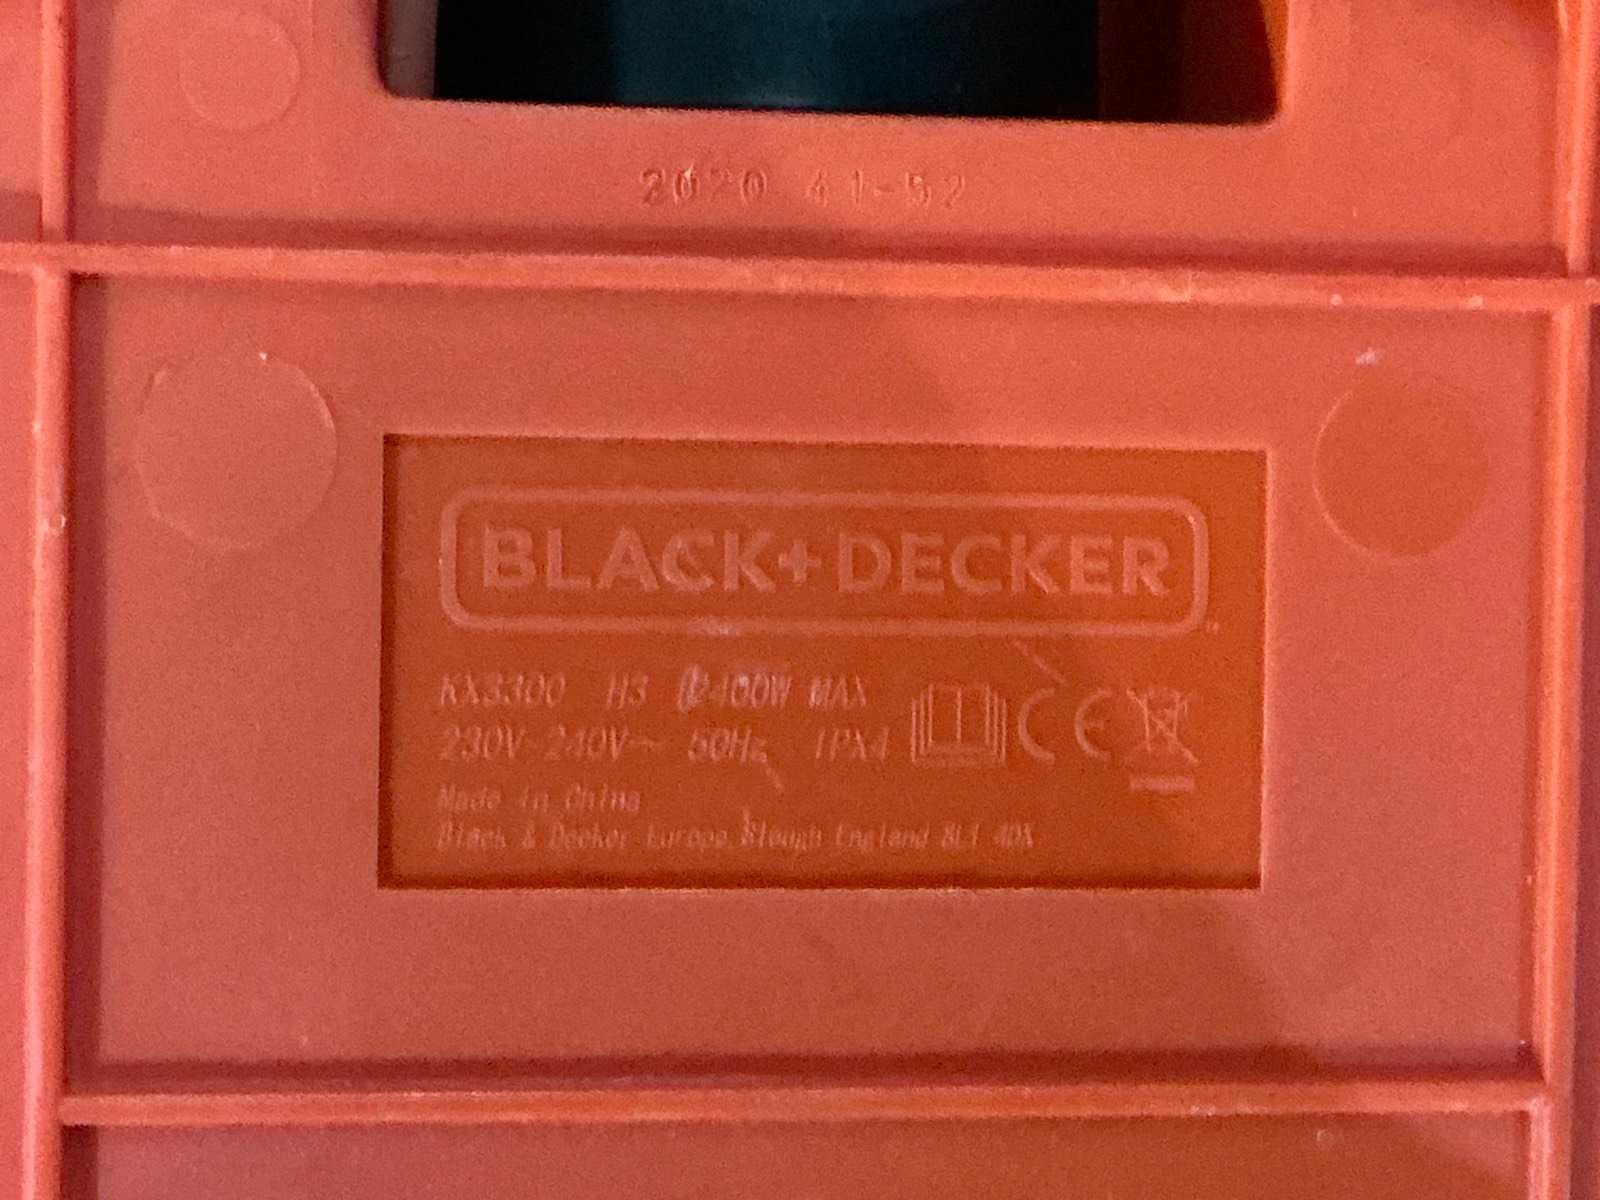 2020 41-52
BLACK+DECKER
KX3300 H3 2400W MAX
230V-240V~ 50Hz IPX4
CE
Made in China
Black & Decker Europe Slough England SL1 4DX